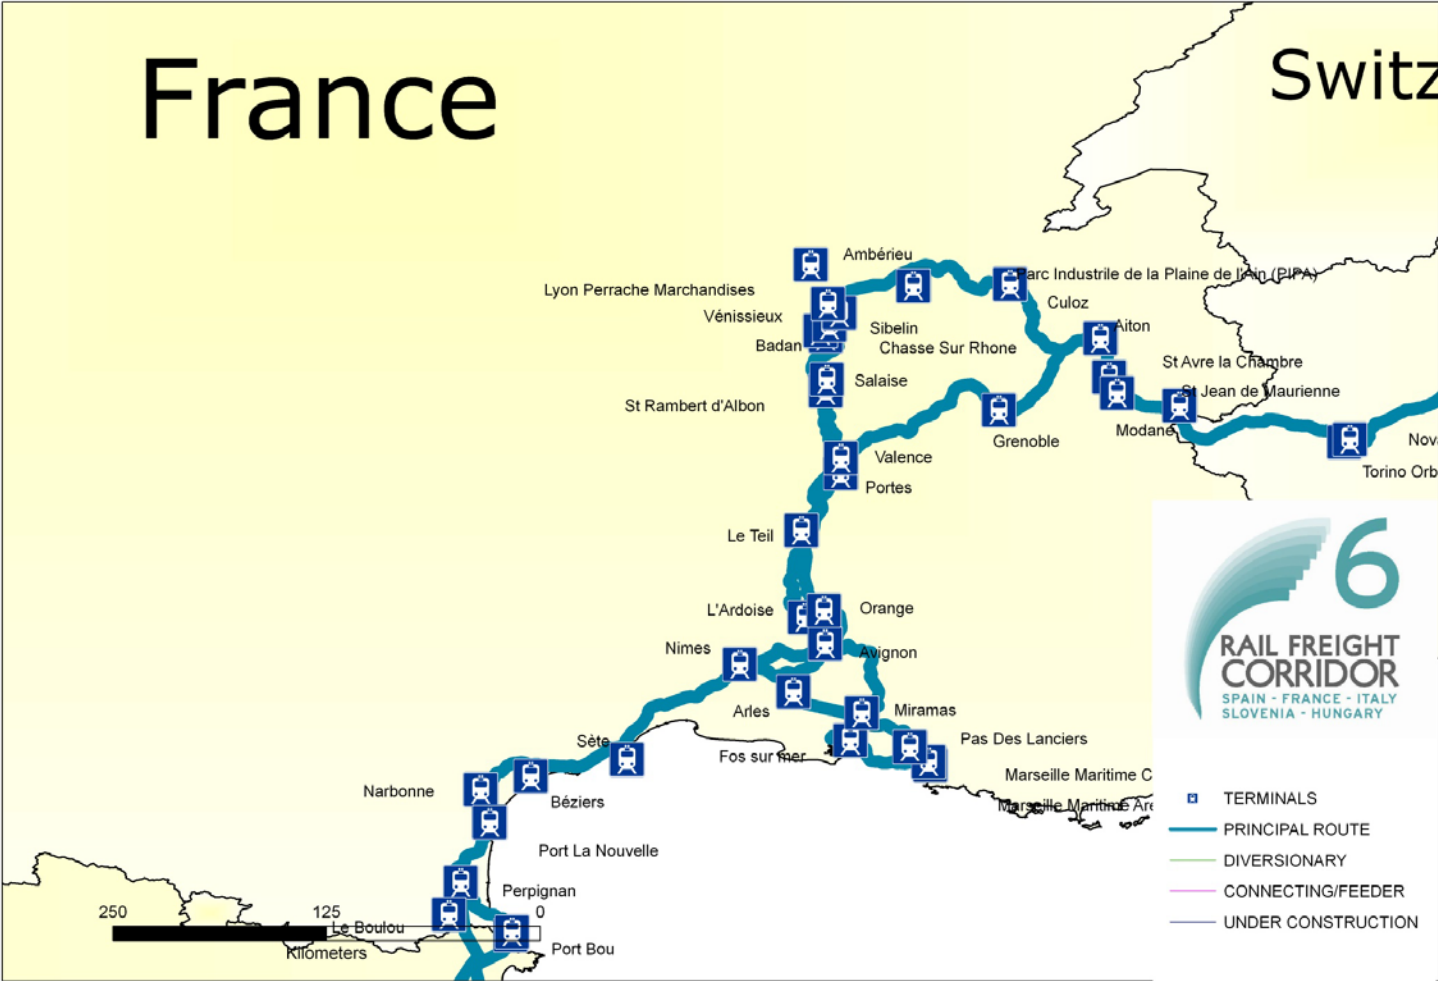 France
Switz
Ambérieu
Parc Industrile de la Plaine de l'Ain (PIPA)
Lyon Perrache Marchandises
Culoz
Vénissieux
Sibelin
Aiton
Badan
Chasse Sur Rhone
St Avre la Chambre
Salaise
St Jean de Maurienne
St Rambert d'Albon
Modane
Grenoble
Nov
Valence
Torino Orb
Portes
Le Teil
6
L'Ardoise
Orange
Nimes
Avignon
RAIL FREIGHT
CORRIDOR
SPAIN - FRANCE - ITALY
SLOVENIA - HUNGARY
Arles
Miramas
Sète
Pas Des Lanciers
Fos sur mer
Marseille Maritime C
Narbonne
Béziers
Marseille Maritime Are
TERMINALS
PRINCIPAL ROUTE
Port La Nouvelle
DIVERSIONARY
Perpignan
CONNECTING/FEEDER
250 125 0
UNDER CONSTRUCTION
Le Boulou
Kilometers
Port Bou